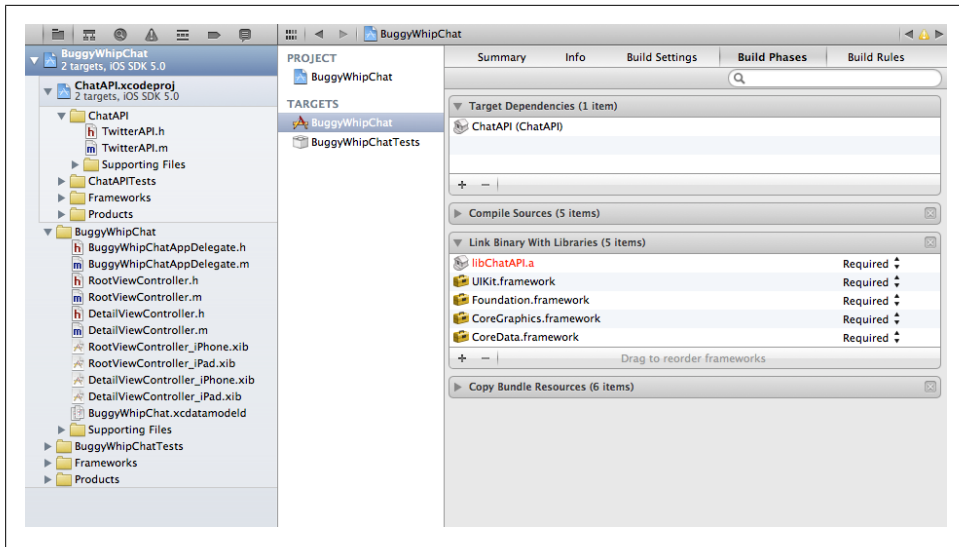 BuggyWhipChat
BuggyWhipChat
2 targets, iOS SDK 5.0
ChatAPI.xcodeproj
2 targets, iOS SDK 5.0
ChatAPI
h TwitterAPI.h
m TwitterAPI.m
Supporting Files
ChatAPITests
Frameworks
Products
BuggyWhipChat
h BuggyWhipChatAppDelegate.h
m BuggyWhipChatAppDelegate.m
h RootViewController.h
m RootViewController.m
h DetailViewController.h
m DetailViewController.m
RootViewController_iPhone.xib
RootViewController_iPad.xib
DetailViewController_iPhone.xib
DetailViewController_iPad.xib
BuggyWhipChat.xcdatamodeld
Supporting Files
BuggyWhipChatTests
Frameworks
Products
PROJECT
BuggyWhipChat
TARGETS
BuggyWhipChat
BuggyWhipChatTests
Summary Info Build Settings Build Phases Build Rules
Target Dependencies (1 item)
ChatAPI (ChatAPI)
+ −
Compile Sources (5 items)
Link Binary With Libraries (5 items)
libChatAPI.a Required
UIKit.framework Required
Foundation.framework Required
CoreGraphics.framework Required
CoreData.framework Required
+ − Drag to reorder frameworks
Copy Bundle Resources (6 items)